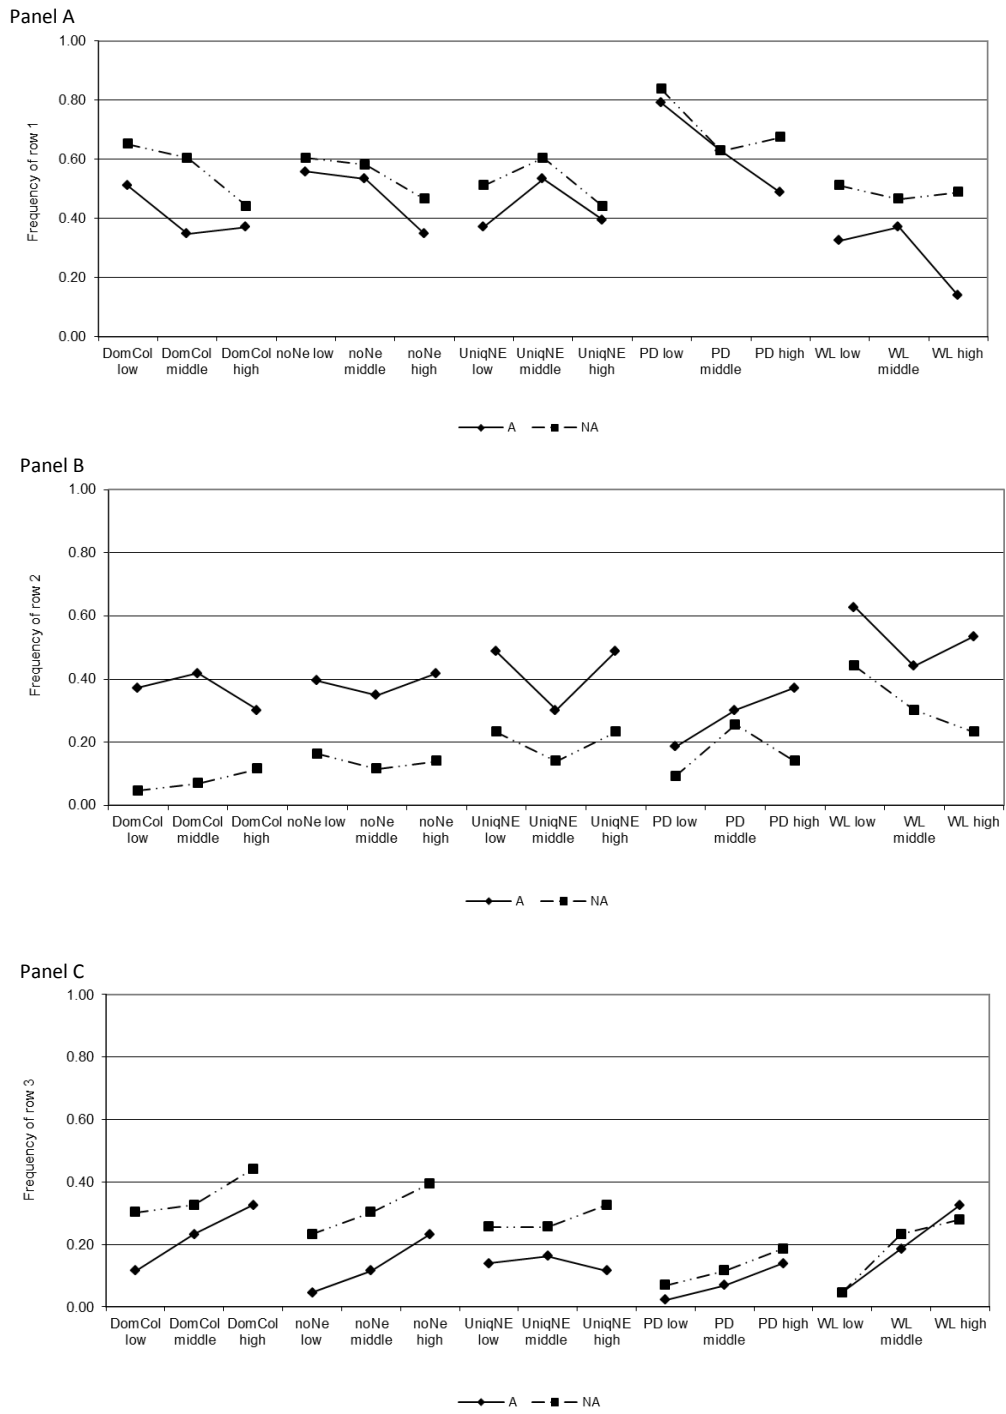 Panel A
1.00
0.80
0.60
0.40
0.20
0.00
Frequency of row 1
DomCol low
DomCol middle
DomCol high
noNe low
noNe middle
noNe high
UniqNE low
UniqNE middle
UniqNE high
PD low
PD middle
PD high
WL low
WL middle
WL high
A NA
Panel B
1.00
0.80
0.60
0.40
0.20
0.00
Frequency of row 2
DomCol low
DomCol middle
DomCol high
noNe low
noNe middle
noNe high
UniqNE low
UniqNE middle
UniqNE high
PD low
PD middle
PD high
WL low
WL middle
WL high
A NA
Panel C
1.00
0.80
0.60
0.40
0.20
0.00
Frequency of row 3
DomCol low
DomCol middle
DomCol high
noNe low
noNe middle
noNe high
UniqNE low
UniqNE middle
UniqNE high
PD low
PD middle
PD high
WL low
WL middle
WL high
A NA